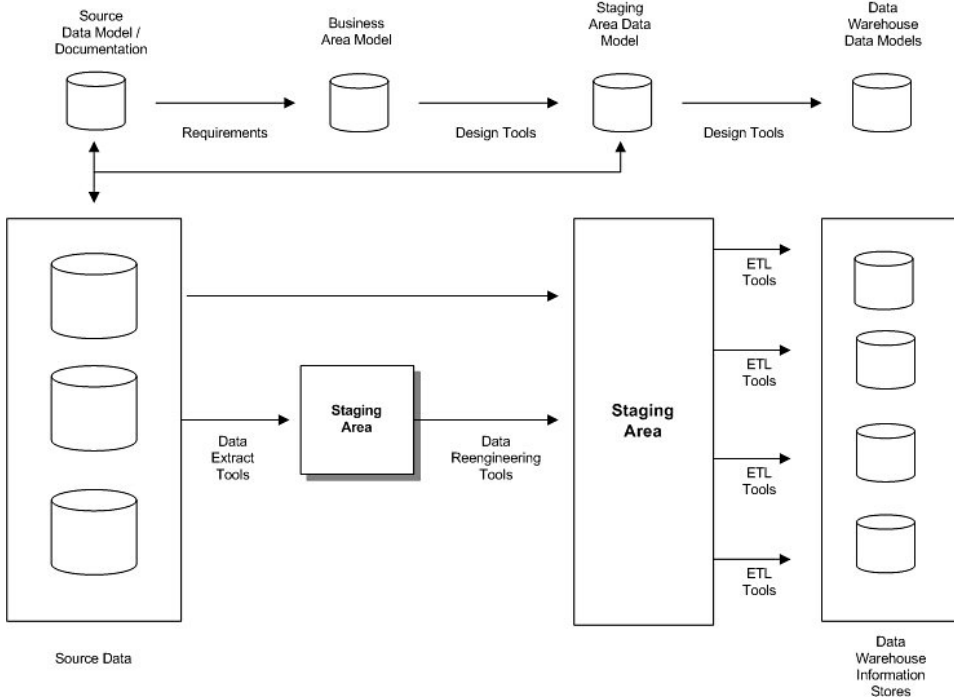 Source
Data Model /
Documentation
Business
Area Model
Staging
Area Data
Model
Data
Warehouse
Data Models
Requirements
Design Tools
Design Tools
ETL
Tools
ETL
Tools
Staging
Area
Staging
Area
Data
Extract
Tools
Data
Reengineering
Tools
ETL
Tools
ETL
Tools
Source Data
Data
Warehouse
Information
Stores